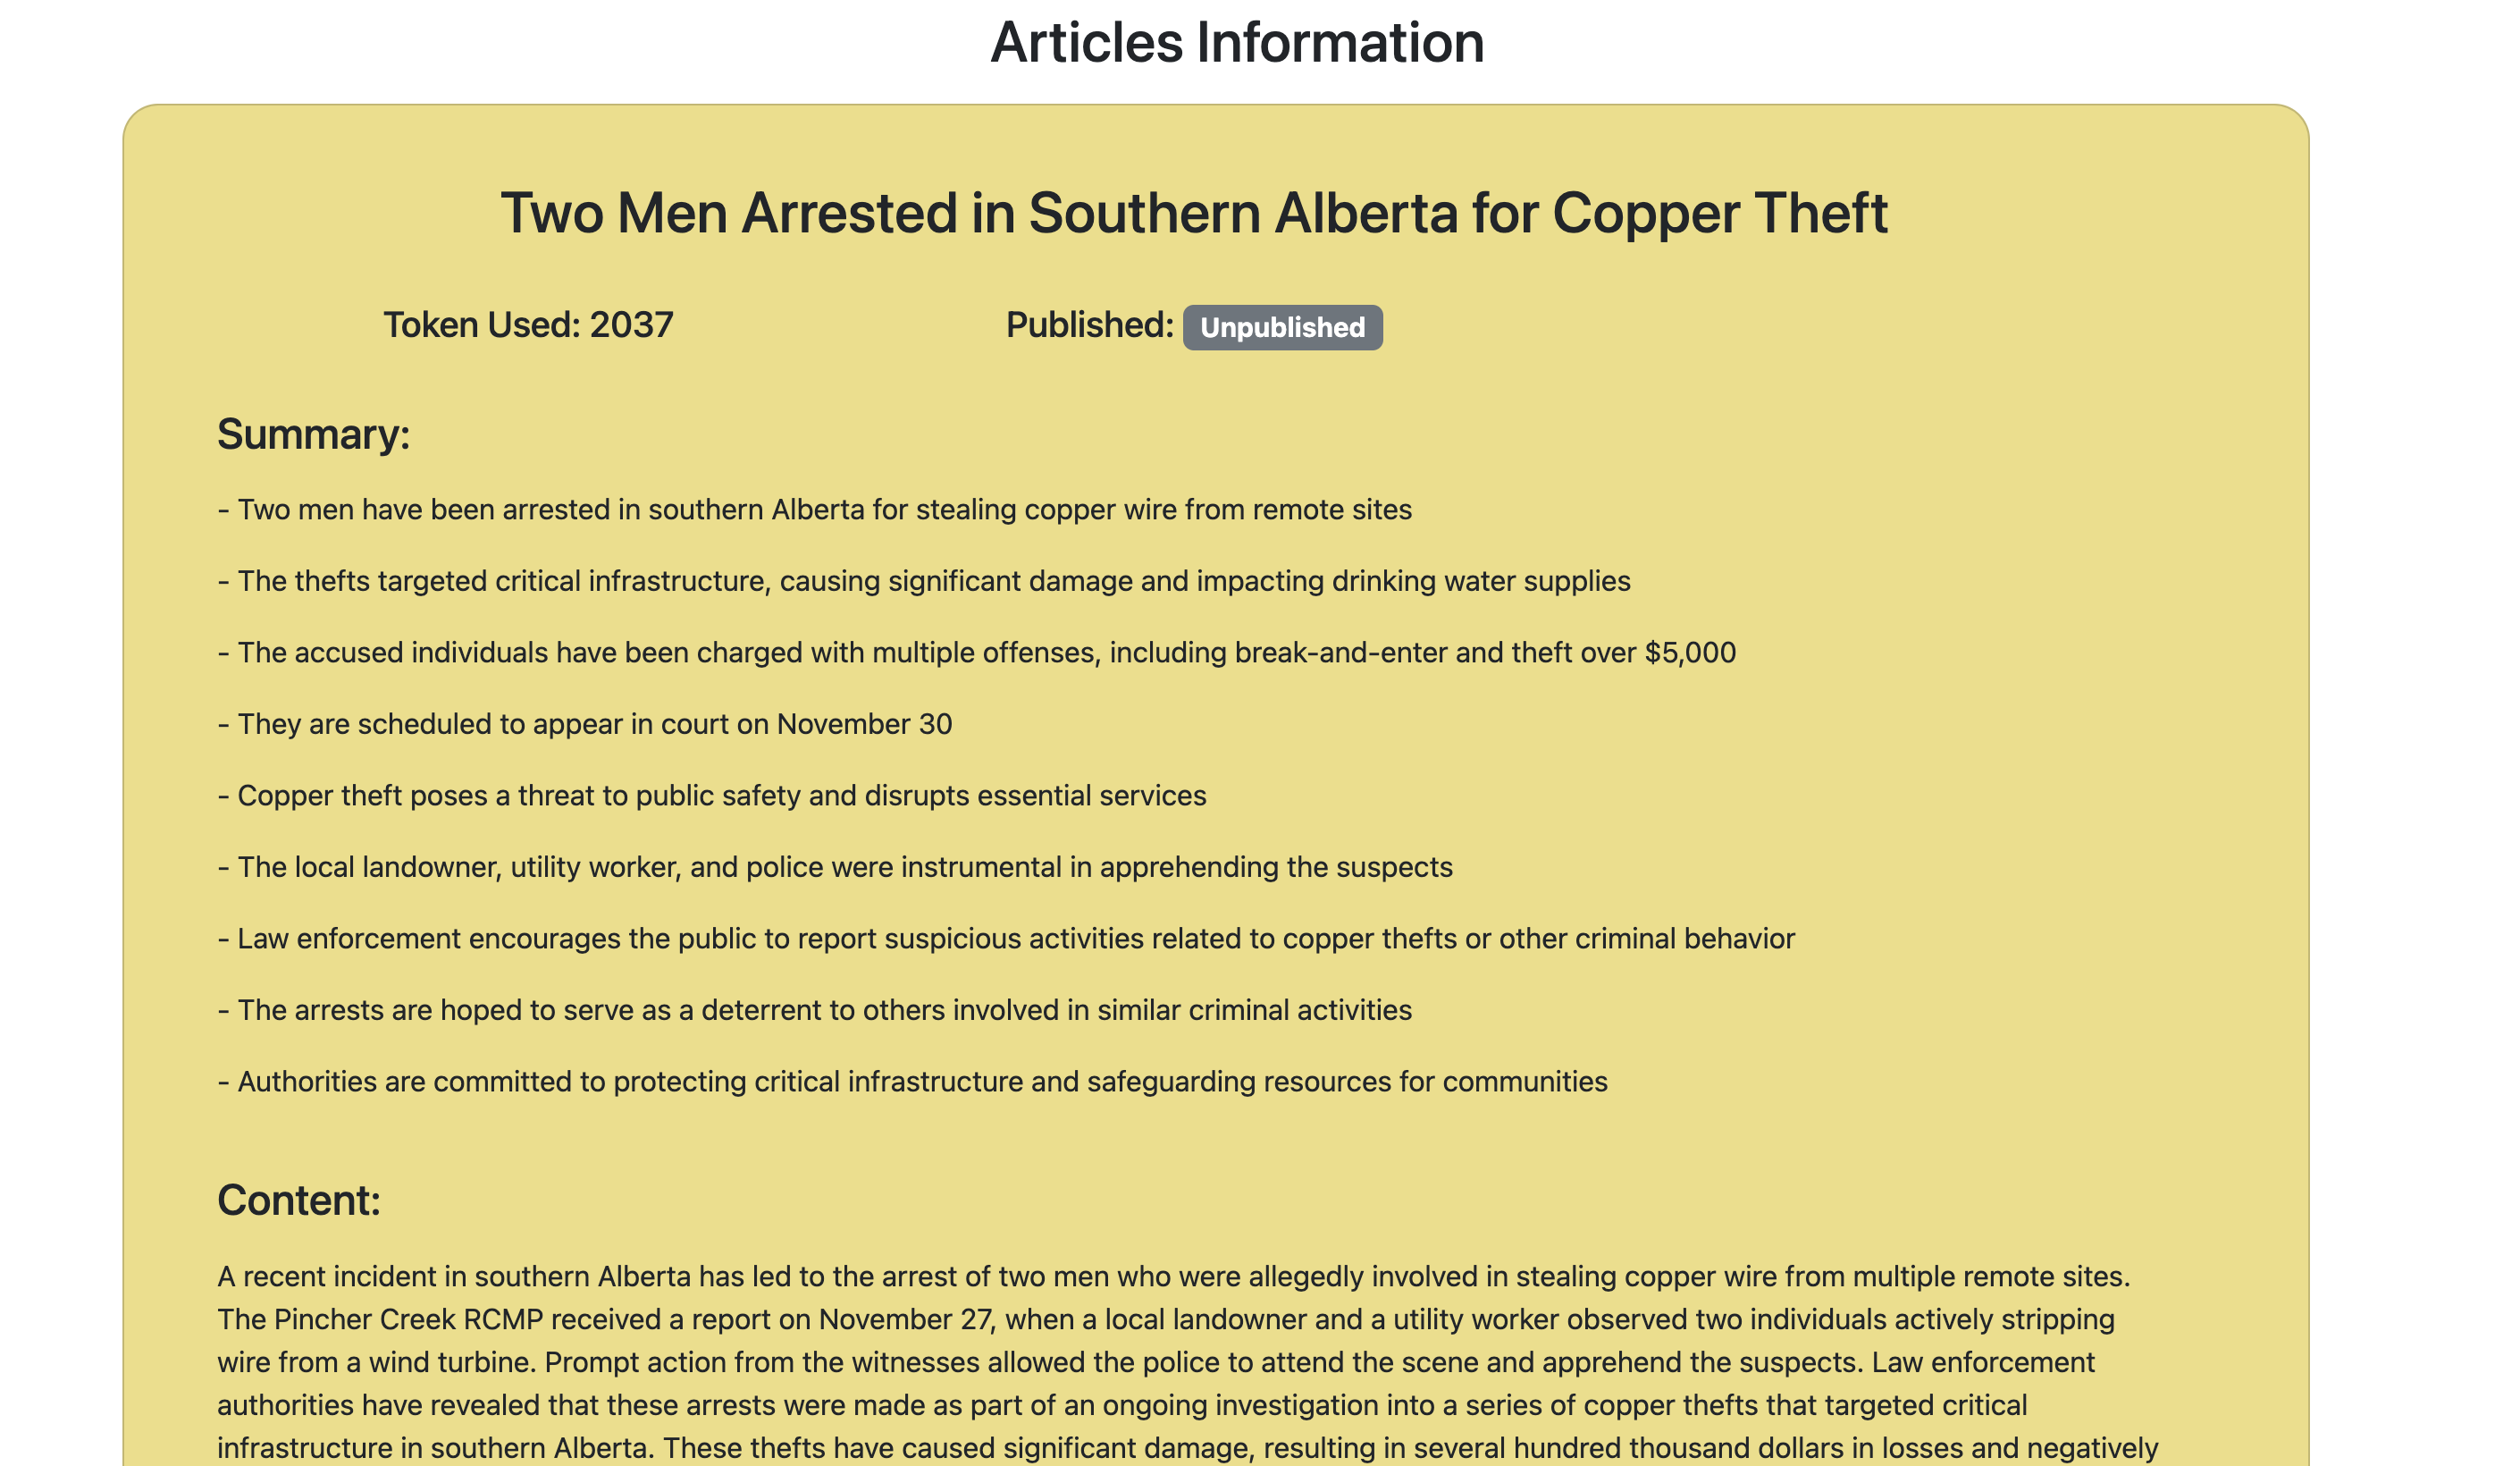 Articles Information
Two Men Arrested in Southern Alberta for Copper Theft
Token Used: 2037
Published: Unpublished
Summary:
- Two men have been arrested in southern Alberta for stealing copper wire from remote sites
- The thefts targeted critical infrastructure, causing significant damage and impacting drinking water supplies
- The accused individuals have been charged with multiple offenses, including break-and-enter and theft over $5,000
- They are scheduled to appear in court on November 30
- Copper theft poses a threat to public safety and disrupts essential services
- The local landowner, utility worker, and police were instrumental in apprehending the suspects
- Law enforcement encourages the public to report suspicious activities related to copper thefts or other criminal behavior
- The arrests are hoped to serve as a deterrent to others involved in similar criminal activities
- Authorities are committed to protecting critical infrastructure and safeguarding resources for communities
Content:
A recent incident in southern Alberta has led to the arrest of two men who were allegedly involved in stealing copper wire from multiple remote sites.
The Pincher Creek RCMP received a report on November 27, when a local landowner and a utility worker observed two individuals actively stripping
wire from a wind turbine. Prompt action from the witnesses allowed the police to attend the scene and apprehend the suspects. Law enforcement
authorities have revealed that these arrests were made as part of an ongoing investigation into a series of copper thefts that targeted critical
infrastructure in southern Alberta. These thefts have caused significant damage, resulting in several hundred thousand dollars in losses and negatively